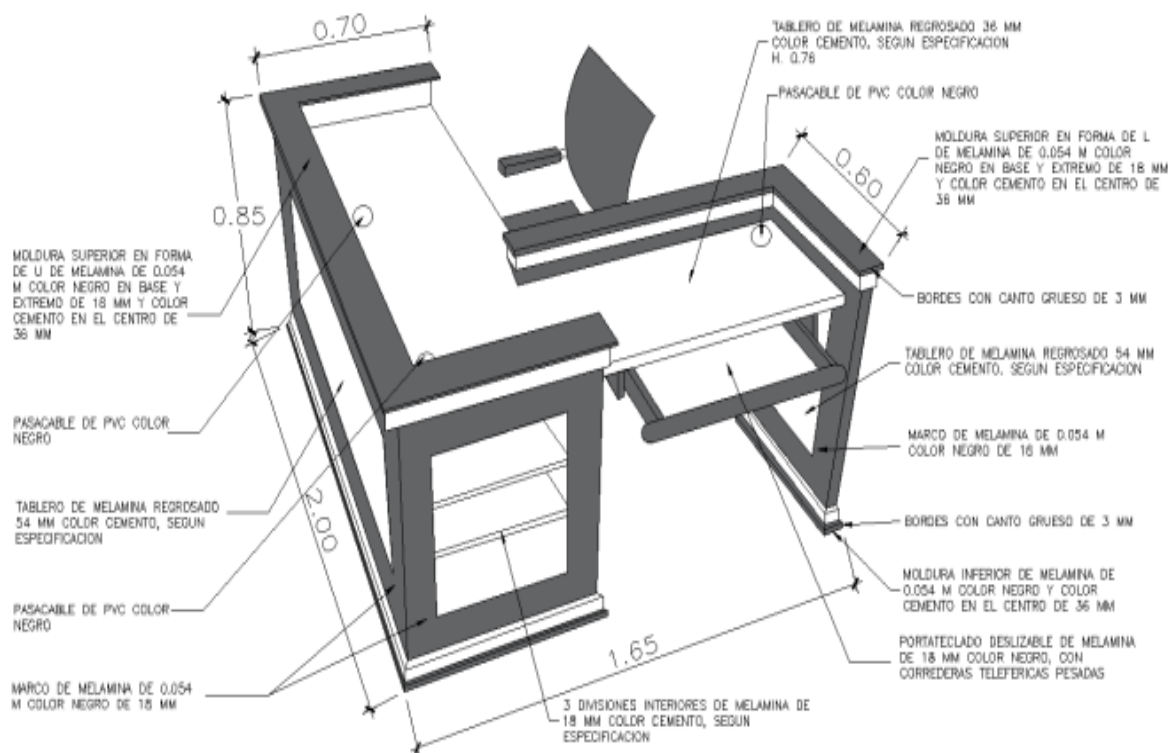 0.70
TABLERO DE MELAMINA REGROSADO 36 MM
COLOR CEMENTO, SEGUN ESPECIFICACION
H. 0.76
PASACABLE DE PVC COLOR NEGRO
MOLDURA SUPERIOR EN FORMA DE L
DE MELAMINA DE 0.054 M COLOR
NEGRO EN BASE Y EXTREMO DE 18 MM
Y COLOR CEMENTO EN EL CENTRO DE
36 MM
0.60
0.85
MOLDURA SUPERIOR EN FORMA
DE U DE MELAMINA DE 0.054
M COLOR NEGRO EN BASE Y
EXTREMO DE 18 MM Y COLOR
CEMENTO EN EL CENTRO DE
36 MM
BORDES CON CANTO GRUESO DE 3 MM
TABLERO DE MELAMINA REGROSADO 54 MM
COLOR CEMENTO. SEGUN ESPECIFICACION
PASACABLE DE PVC COLOR
NEGRO
MARCO DE MELAMINA DE 0.054 M
COLOR NEGRO DE 18 MM
TABLERO DE MELAMINA REGROSADO
54 MM COLOR CEMENTO, SEGUN
ESPECIFICACION
2.00
BORDES CON CANTO GRUESO DE 3 MM
MOLDURA INFERIOR DE MELAMINA DE
0.054 M COLOR NEGRO Y COLOR
CEMENTO EN EL CENTRO DE 36 MM
PASACABLE DE PVC COLOR
NEGRO
1.65
PORTATECLADO DESLIZABLE DE MELAMINA
DE 18 MM COLOR NEGRO, CON
CORREDERAS TELEFERICAS PESADAS
MARCO DE MELAMINA DE 0.054
M COLOR NEGRO DE 18 MM
3 DIVISIONES INTERIORES DE MELAMINA DE
18 MM COLOR CEMENTO, SEGUN
ESPECIFICACION